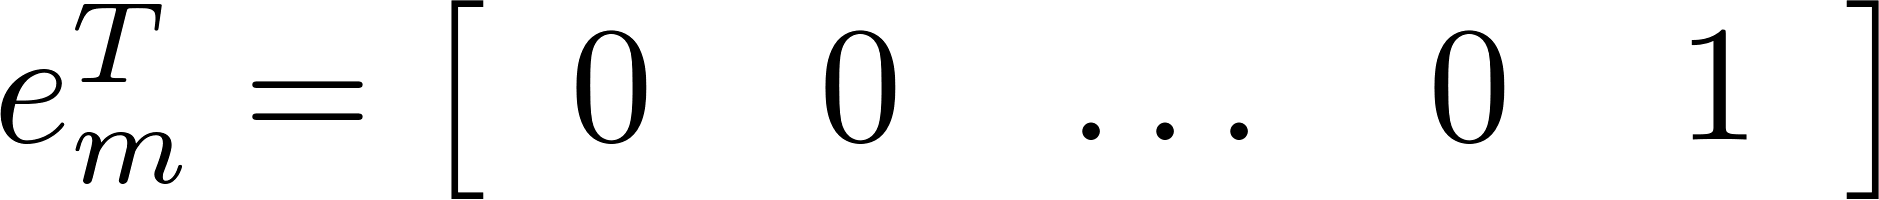 e_m^T = [ 0 0 … 0 1 ]